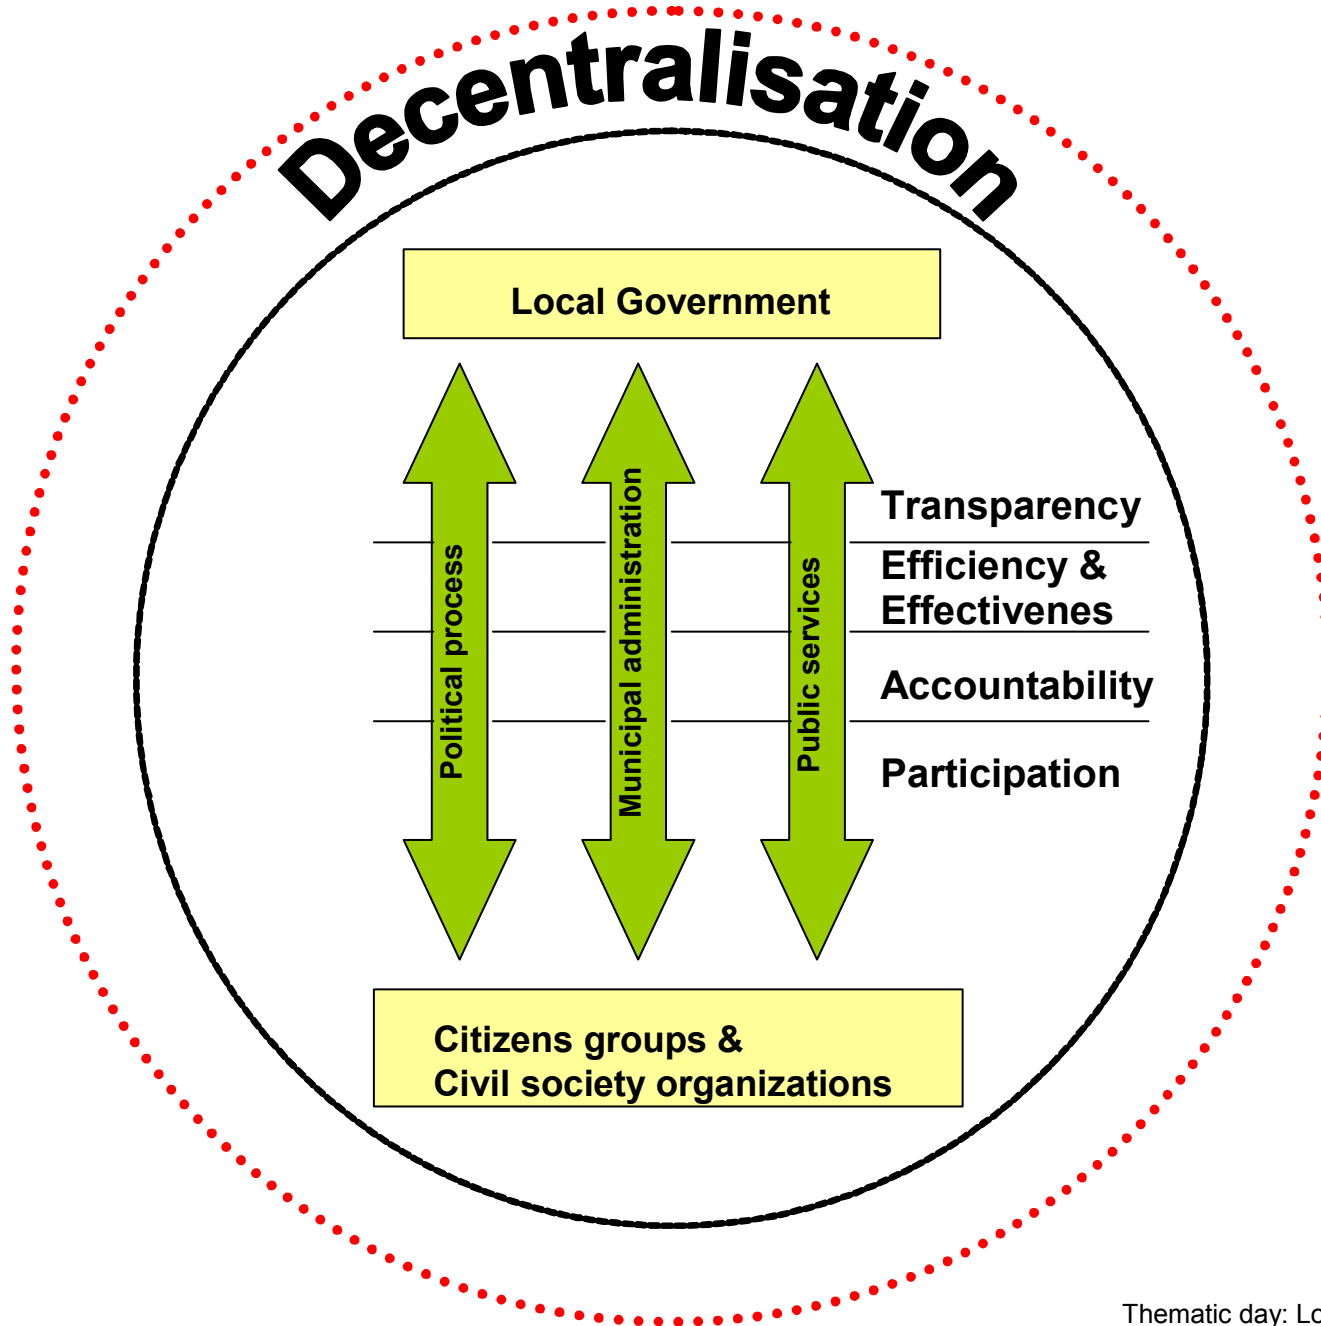 Decentralisation
Local Government
Political process
Municipal administration
Public services
Transparency
Efficiency &
Effectivenes
Accountability
Participation
Citizens groups &
Civil society organizations
Thematic day: Lo